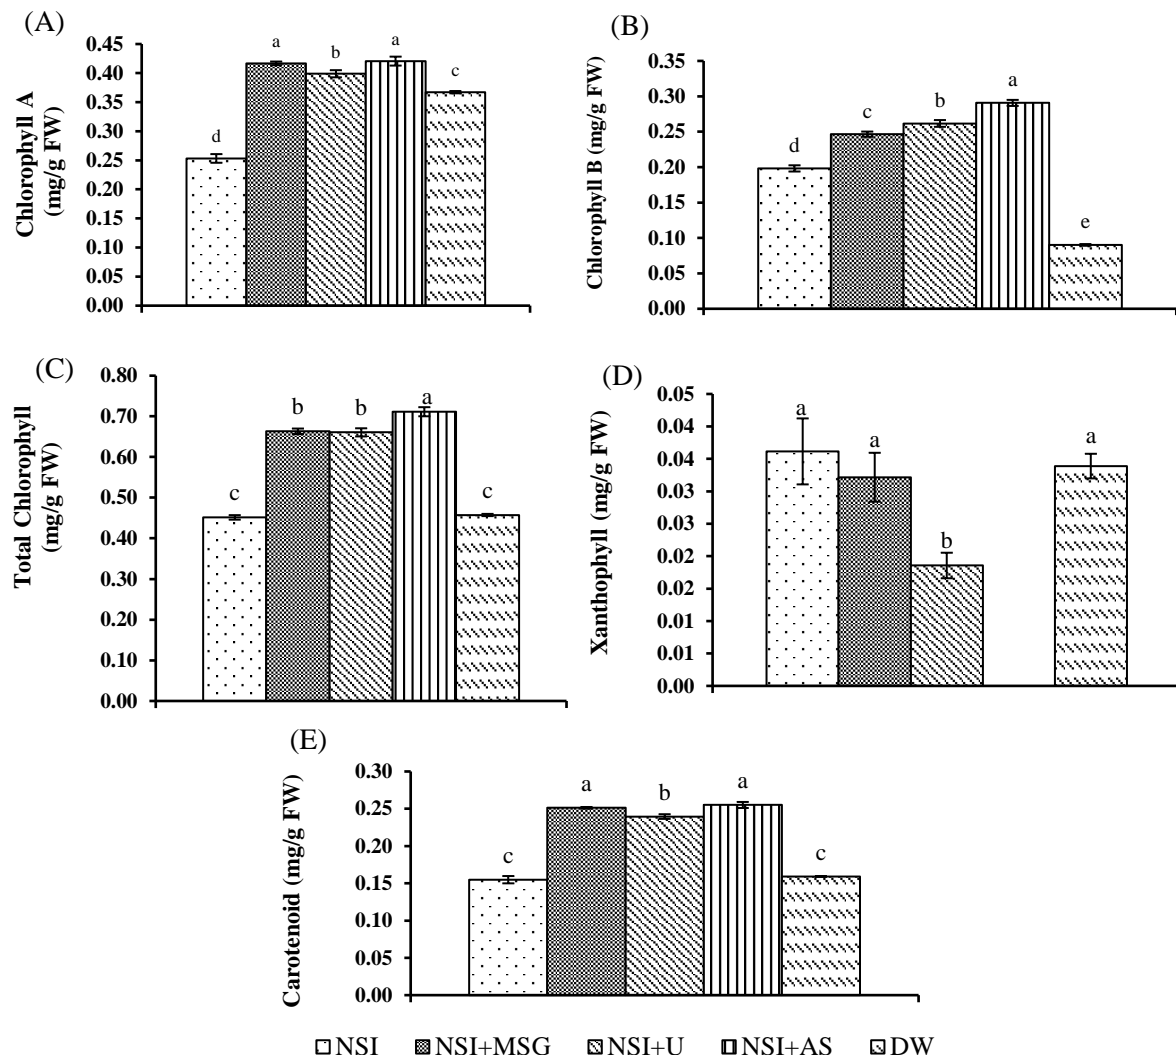 (A)
Chlorophyll A
(mg/g FW)
0.45
0.40
0.35
0.30
0.25
0.20
0.15
0.10
0.05
0.00
d
a
b
a
c
(B)
Chlorophyll B (mg/g FW)
0.35
0.30
0.25
0.20
0.15
0.10
0.05
0.00
d
c
b
a
e
(C)
Total Chlorophyll
(mg/g FW)
0.80
0.70
0.60
0.50
0.40
0.30
0.20
0.10
0.00
c
b
b
a
c
(D)
Xanthophyll (mg/g FW)
0.05
0.04
0.04
0.03
0.03
0.02
0.02
0.01
0.01
0.00
a
a
b
a
(E)
Carotenoid (mg/g FW)
0.30
0.25
0.20
0.15
0.10
0.05
0.00
c
a
b
a
c
NSI NSI+MSG NSI+U NSI+AS DW